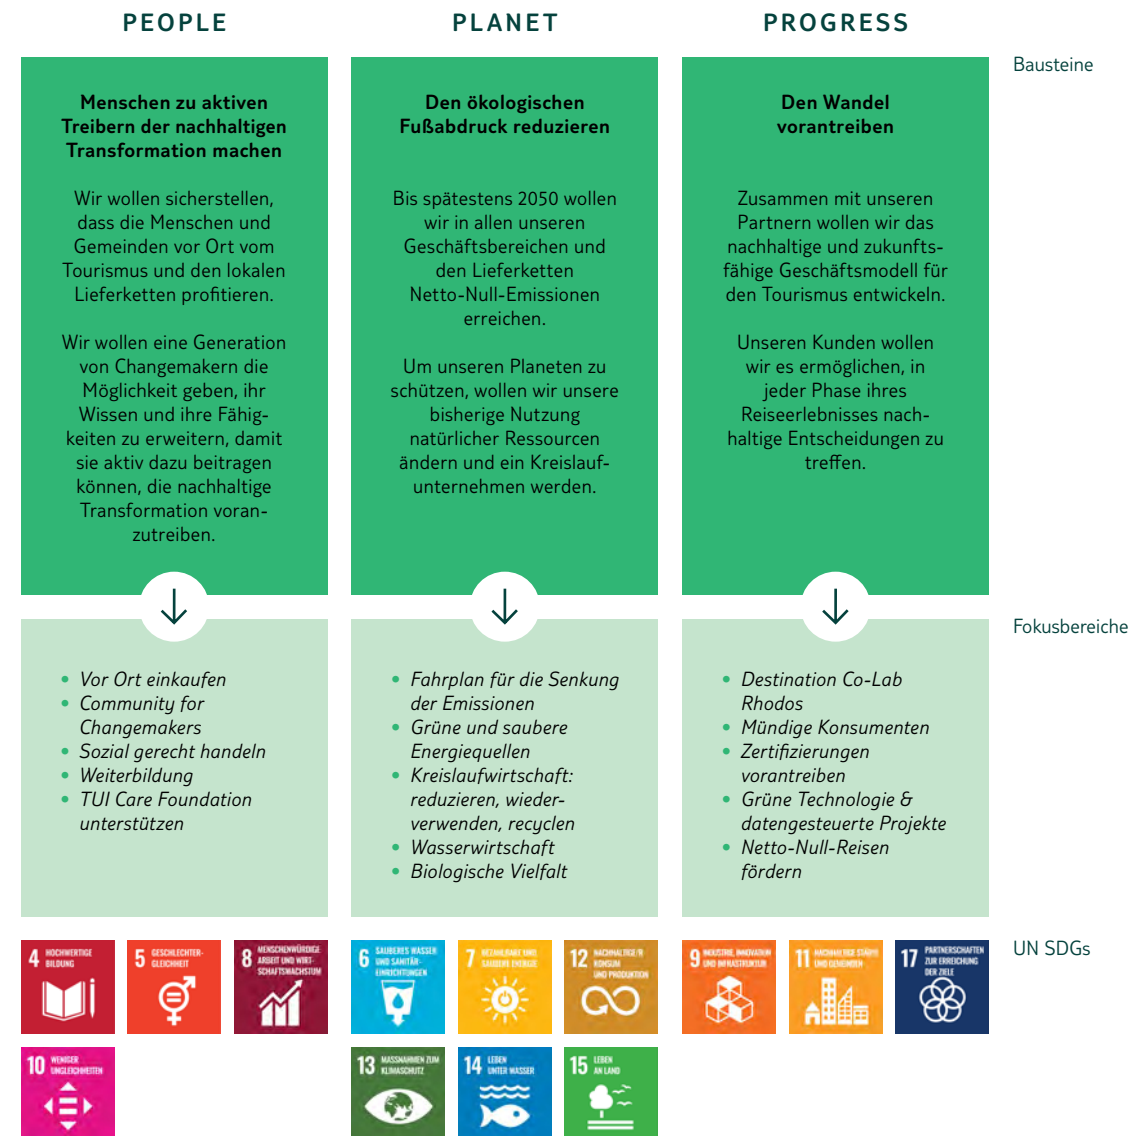 PEOPLE
Menschen zu aktiven
Treibern der nachhaltigen
Transformation machen
Wir wollen sicherstellen,
dass die Menschen und
Gemeinden vor Ort vom
Tourismus und den lokalen
Lieferketten profitieren.
Wir wollen eine Generation
von Changemakern die
Möglichkeit geben, ihr
Wissen und ihre Fähig-
keiten zu erweitern, damit
sie aktiv dazu beitragen
können, die nachhaltige
Transformation voran-
zutreiben.
PLANET
Den ökologischen
Fußabdruck reduzieren
Bis spätestens 2050 wollen
wir in allen unseren
Geschäftsbereichen und
den Lieferketten
Netto-Null-Emissionen
erreichen.
Um unseren Planeten zu
schützen, wollen wir unsere
bisherige Nutzung
natürlicher Ressourcen
ändern und ein Kreislauf-
unternehmen werden.
PROGRESS
Den Wandel
vorantreiben
Zusammen mit unseren
Partnern wollen wir das
nachhaltige und zukunfts-
fähige Geschäftsmodell für
den Tourismus entwickeln.
Unseren Kunden wollen
wir es ermöglichen, in
jeder Phase ihres
Reiseerlebnisses nach-
haltige Entscheidungen zu
treffen.
Bausteine
• Vor Ort einkaufen
• Community for
Changemakers
• Sozial gerecht handeln
• Weiterbildung
• TUI Care Foundation
unterstützen
• Fahrplan für die Senkung
der Emissionen
• Grüne und saubere
Energiequellen
• Kreislaufwirtschaft:
reduzieren, wieder-
verwenden, recyclen
• Wasserwirtschaft
• Biologische Vielfalt
• Destination Co-Lab
Rhodos
• Mündige Konsumenten
• Zertifizierungen
vorantreiben
• Grüne Technologie &
datengesteuerte Projekte
• Netto-Null-Reisen
fördern
Fokusbereiche
4 HOCHWERTIGE
BILDUNG
5 GESCHLECHTER-
GLEICHHEIT
8 MENSCHENWÜRDIGE
ARBEIT UND WIRT-
SCHAFTSWACHSTUM
10 WENIGER
UNGLEICHHEITEN
6 SAUBERES WASSER
UND SANITÄR-
EINRICHTUNGEN
7 BEZAHLBARE UND
SAUBERE ENERGIE
12 NACHHALTIGE/R
KONSUM
UND PRODUKTION
13 MASSNAHMEN ZUM
KLIMASCHUTZ
14 LEBEN
UNTER WASSER
15 LEBEN
AN LAND
9 INDUSTRIE, INNOVATION
UND INFRASTRUKTUR
11 NACHHALTIGE STÄDTE
UND GEMEINDEN
17 PARTNERSCHAFTEN
ZUR ERREICHUNG
DER ZIELE
UN SDGs